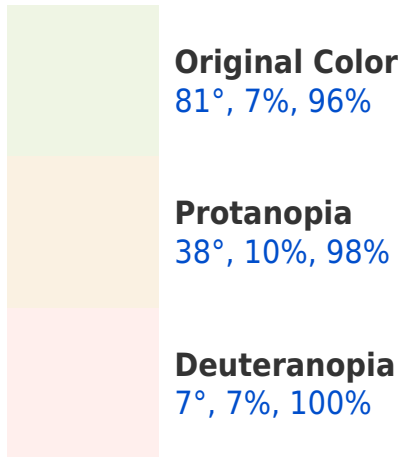 Original Color
81°, 7%, 96%
Protanopia
38°, 10%, 98%
Deuteranopia
7°, 7%, 100%